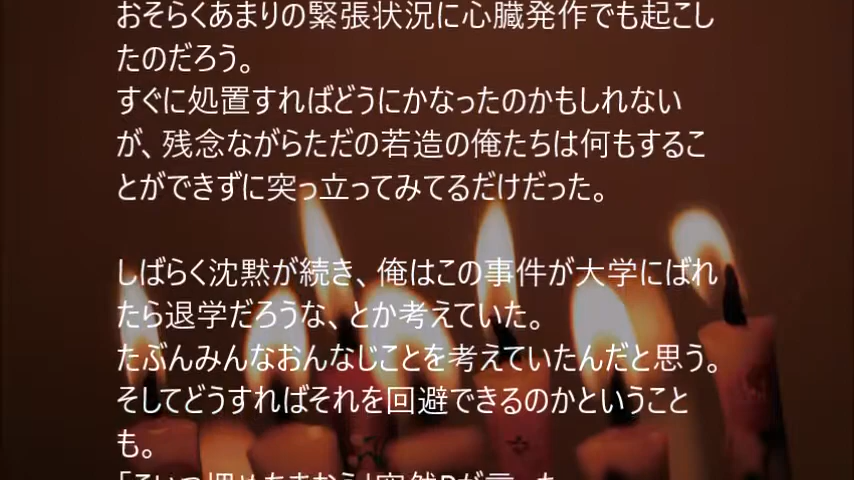 おそらくあまりの緊張状況に心臓発作でも起こし
たのだろう。
すぐに処置すればどうにかなったのかもしれない
が、残念ながらただの若造の俺たちは何もするこ
とができずに突っ立ってみてるだけだった。
しばらく沈黙が続き、俺はこの事件が大学にばれ
たら退学だろうな、とか考えていた。
たぶんみんなおんなじことを考えていたんだと思う。
そしてどうすればそれを回避できるのかということ
も。